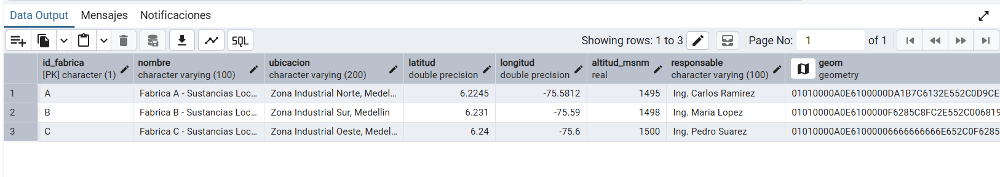 Data Output Mensajes Notificaciones
SQL Showing rows: 1 to 3 Page No: 1 of 1
id_fabrica nombre ubicacion latitud longitud altitud_msnm responsable geom
[PK] character (1) character varying (100) character varying (200) double precision double precision real character varying (100) geometry
1 A Fabrica A - Sustancias Loc... Zona Industrial Norte, Medel... 6.2245 -75.5812 1495 Ing. Carlos Ramirez 01010000A0E6100000DA1B7C6132E552C0D9CE
2 B Fabrica B - Sustancias Loc... Zona Industrial Sur, Medellin 6.231 -75.59 1498 Ing. Maria Lopez 01010000A0E6100000F6285C8FC2E552C006819
3 C Fabrica C - Sustancias Loc... Zona Industrial Oeste, Medel... 6.24 -75.6 1500 Ing. Pedro Suarez 01010000A0E61000006666666666E652C0F6285